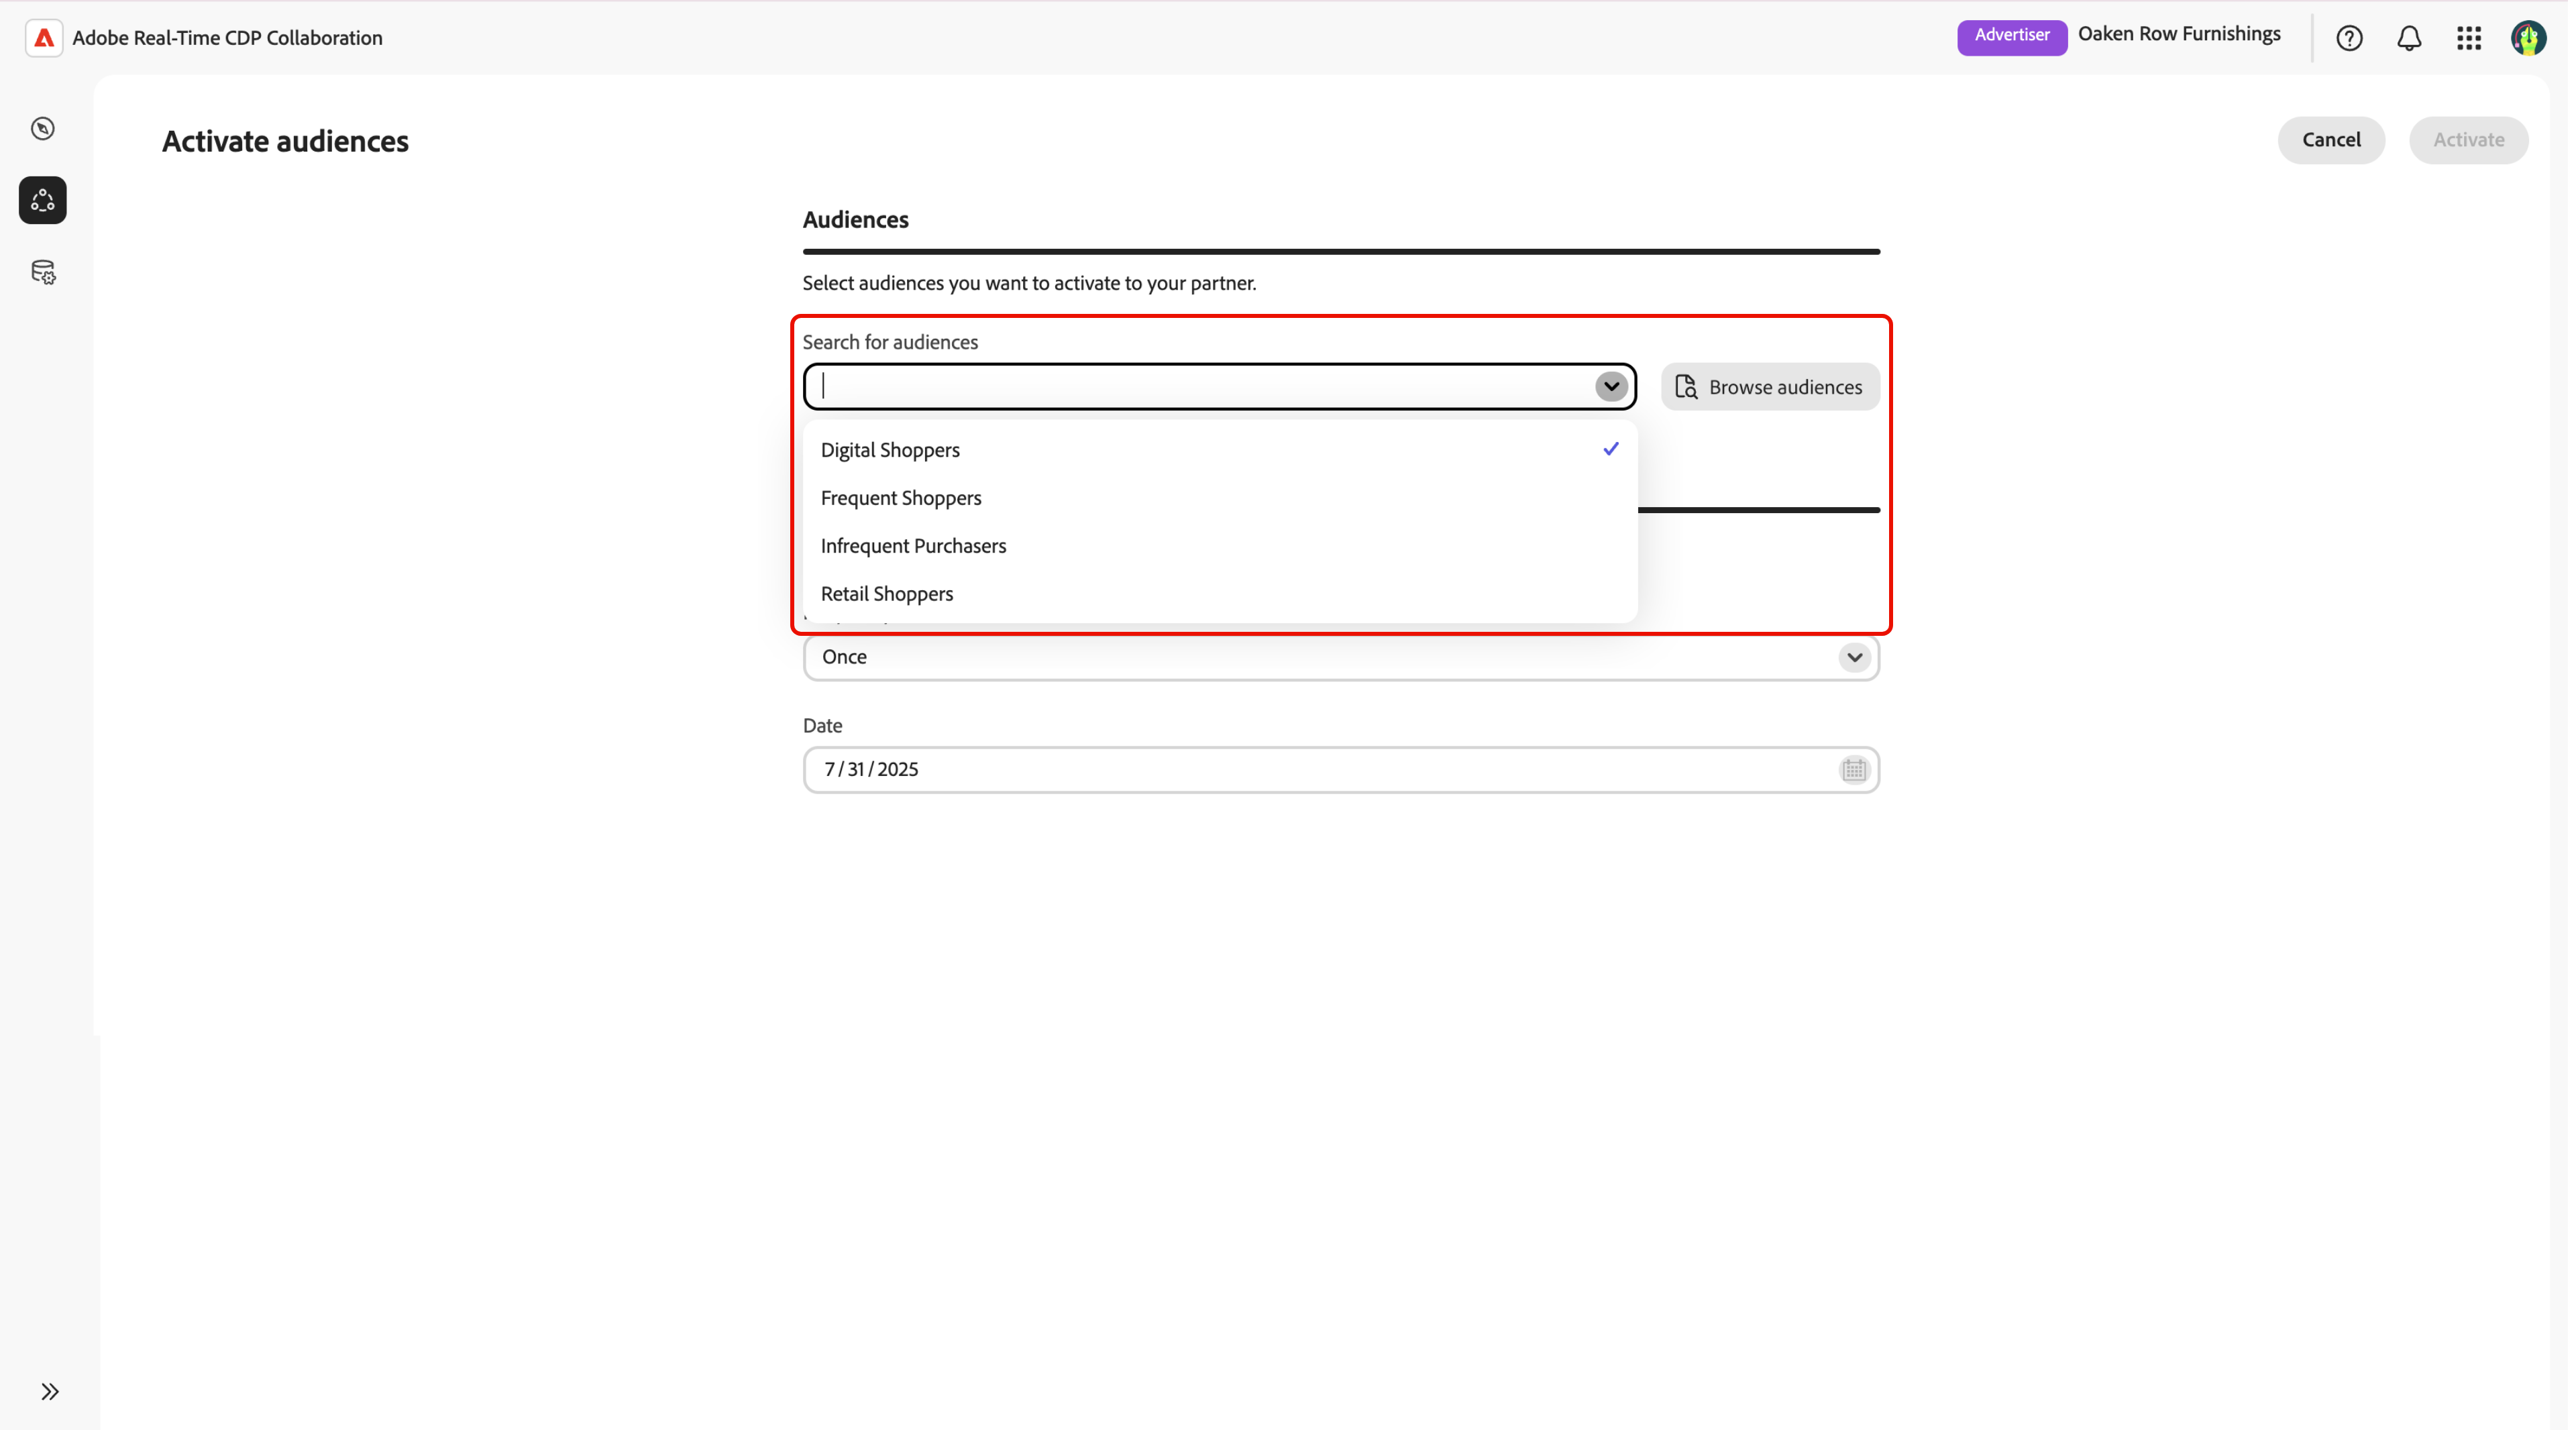 Adobe Real-Time CDP Collaboration
Advertiser
Oaken Row Furnishings
Activate audiences
Cancel
Activate
Audiences
Select audiences you want to activate to your partner.
Search for audiences
Browse audiences
Digital Shoppers
Frequent Shoppers
Infrequent Purchasers
Retail Shoppers
Once
Date
7/31/2025